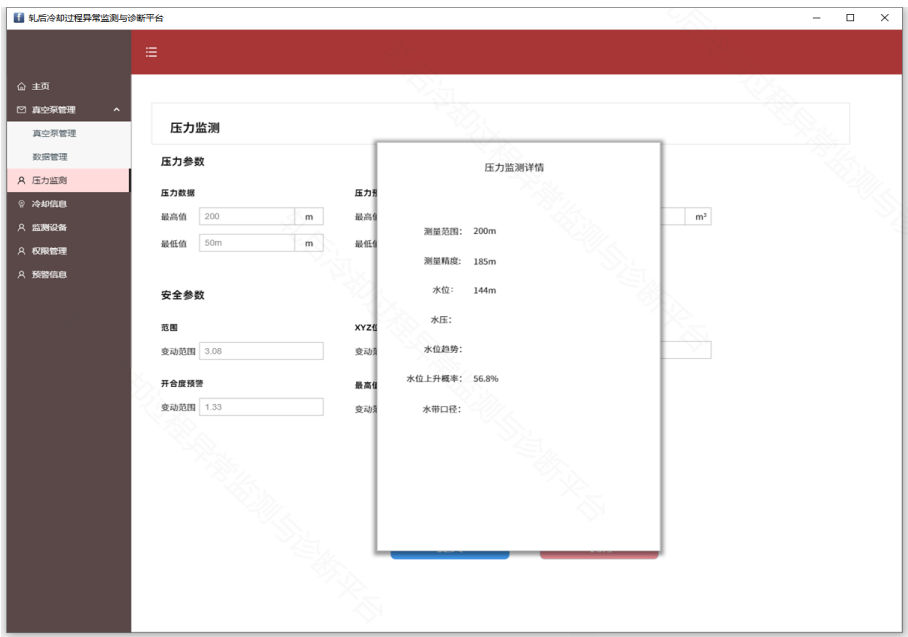 轧后冷却过程异常监测与诊断平台
主页
真空泵管理
真空泵管理
数据管理
压力监测
冷却信息
监测设备
权限管理
预警信息
压力监测
压力参数
压力数据
最高值 200 m
最低值 50m m
m³
安全参数
范围
变动范围 3.08
开合度预警
变动范围 1.33
压力监测详情
测量范围: 200m
测量精度: 185m
水位: 144m
水压:
水位趋势:
水位上升概率: 56.8%
水带口径: